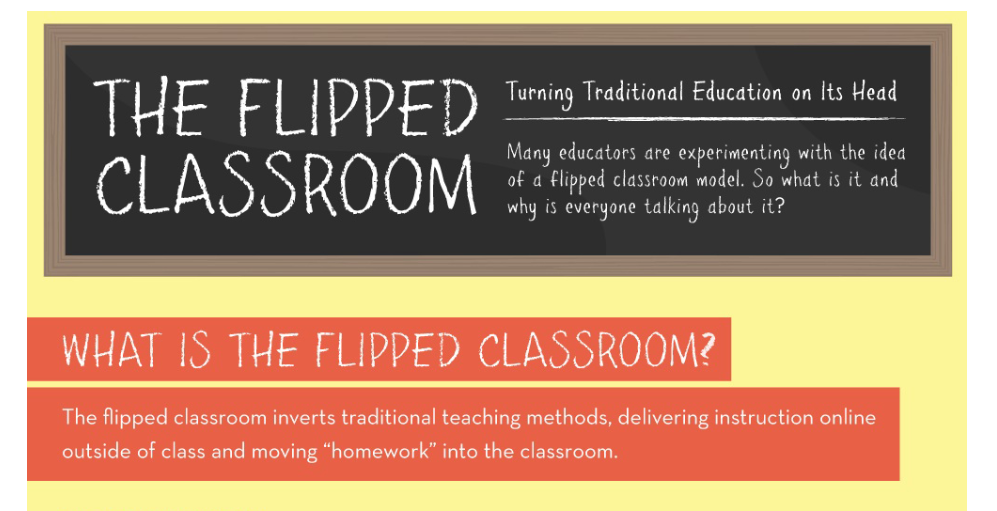 THE FLIPPED
CLASSROOM
Turning Traditional Education on Its Head
Many educators are experimenting with the idea
of a flipped classroom model. So what is it and
why is everyone talking about it?
WHAT IS THE FLIPPED CLASSROOM?
The flipped classroom inverts traditional teaching methods, delivering instruction online
outside of class and moving “homework” into the classroom.